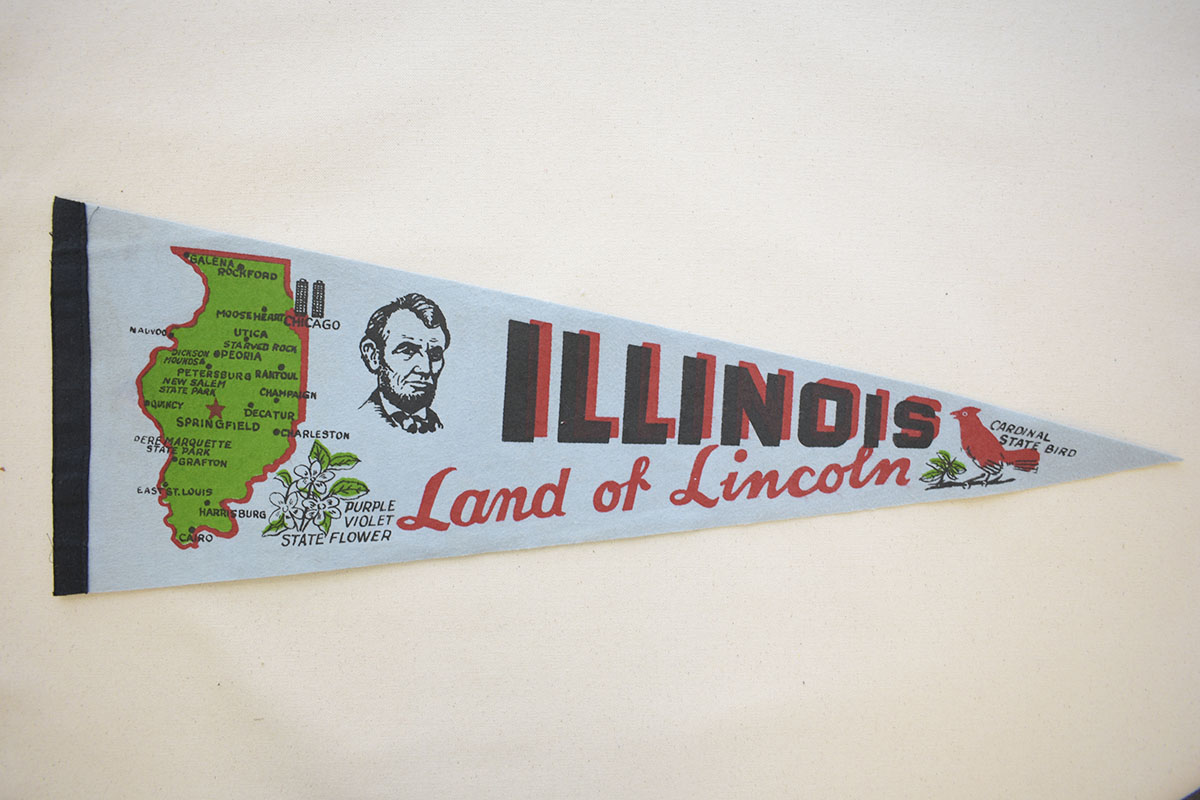 GALENA
ROCKFORD
MOOSEHEART
CHICAGO
NAUVOO
UTICA
STARVED ROCK
DICKSON
MOUNDS
PEORIA
PETERSBURG
RANTOUL
NEW SALEM
STATE PARK
CHAMPAIGN
QUINCY
DECATUR
SPRINGFIELD
CHARLESTON
PERE MARQUETTE
STATE PARK
GRAFTON
EAST ST. LOUIS
HARRISBURG
CAIRO
PURPLE
VIOLET
STATE FLOWER
ILLINOIS
Land of Lincoln
CARDINAL
STATE BIRD